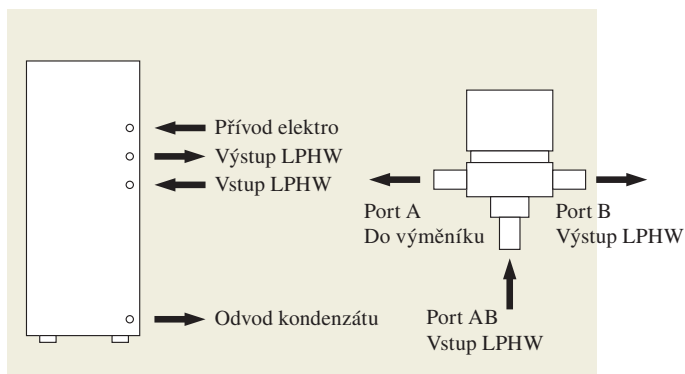 Přívod elektro
Výstup LPHW
Vstup LPHW
Odvod kondenzátu
Port A
Do výměníku
Port B
Výstup LPHW
Port AB
Vstup LPHW